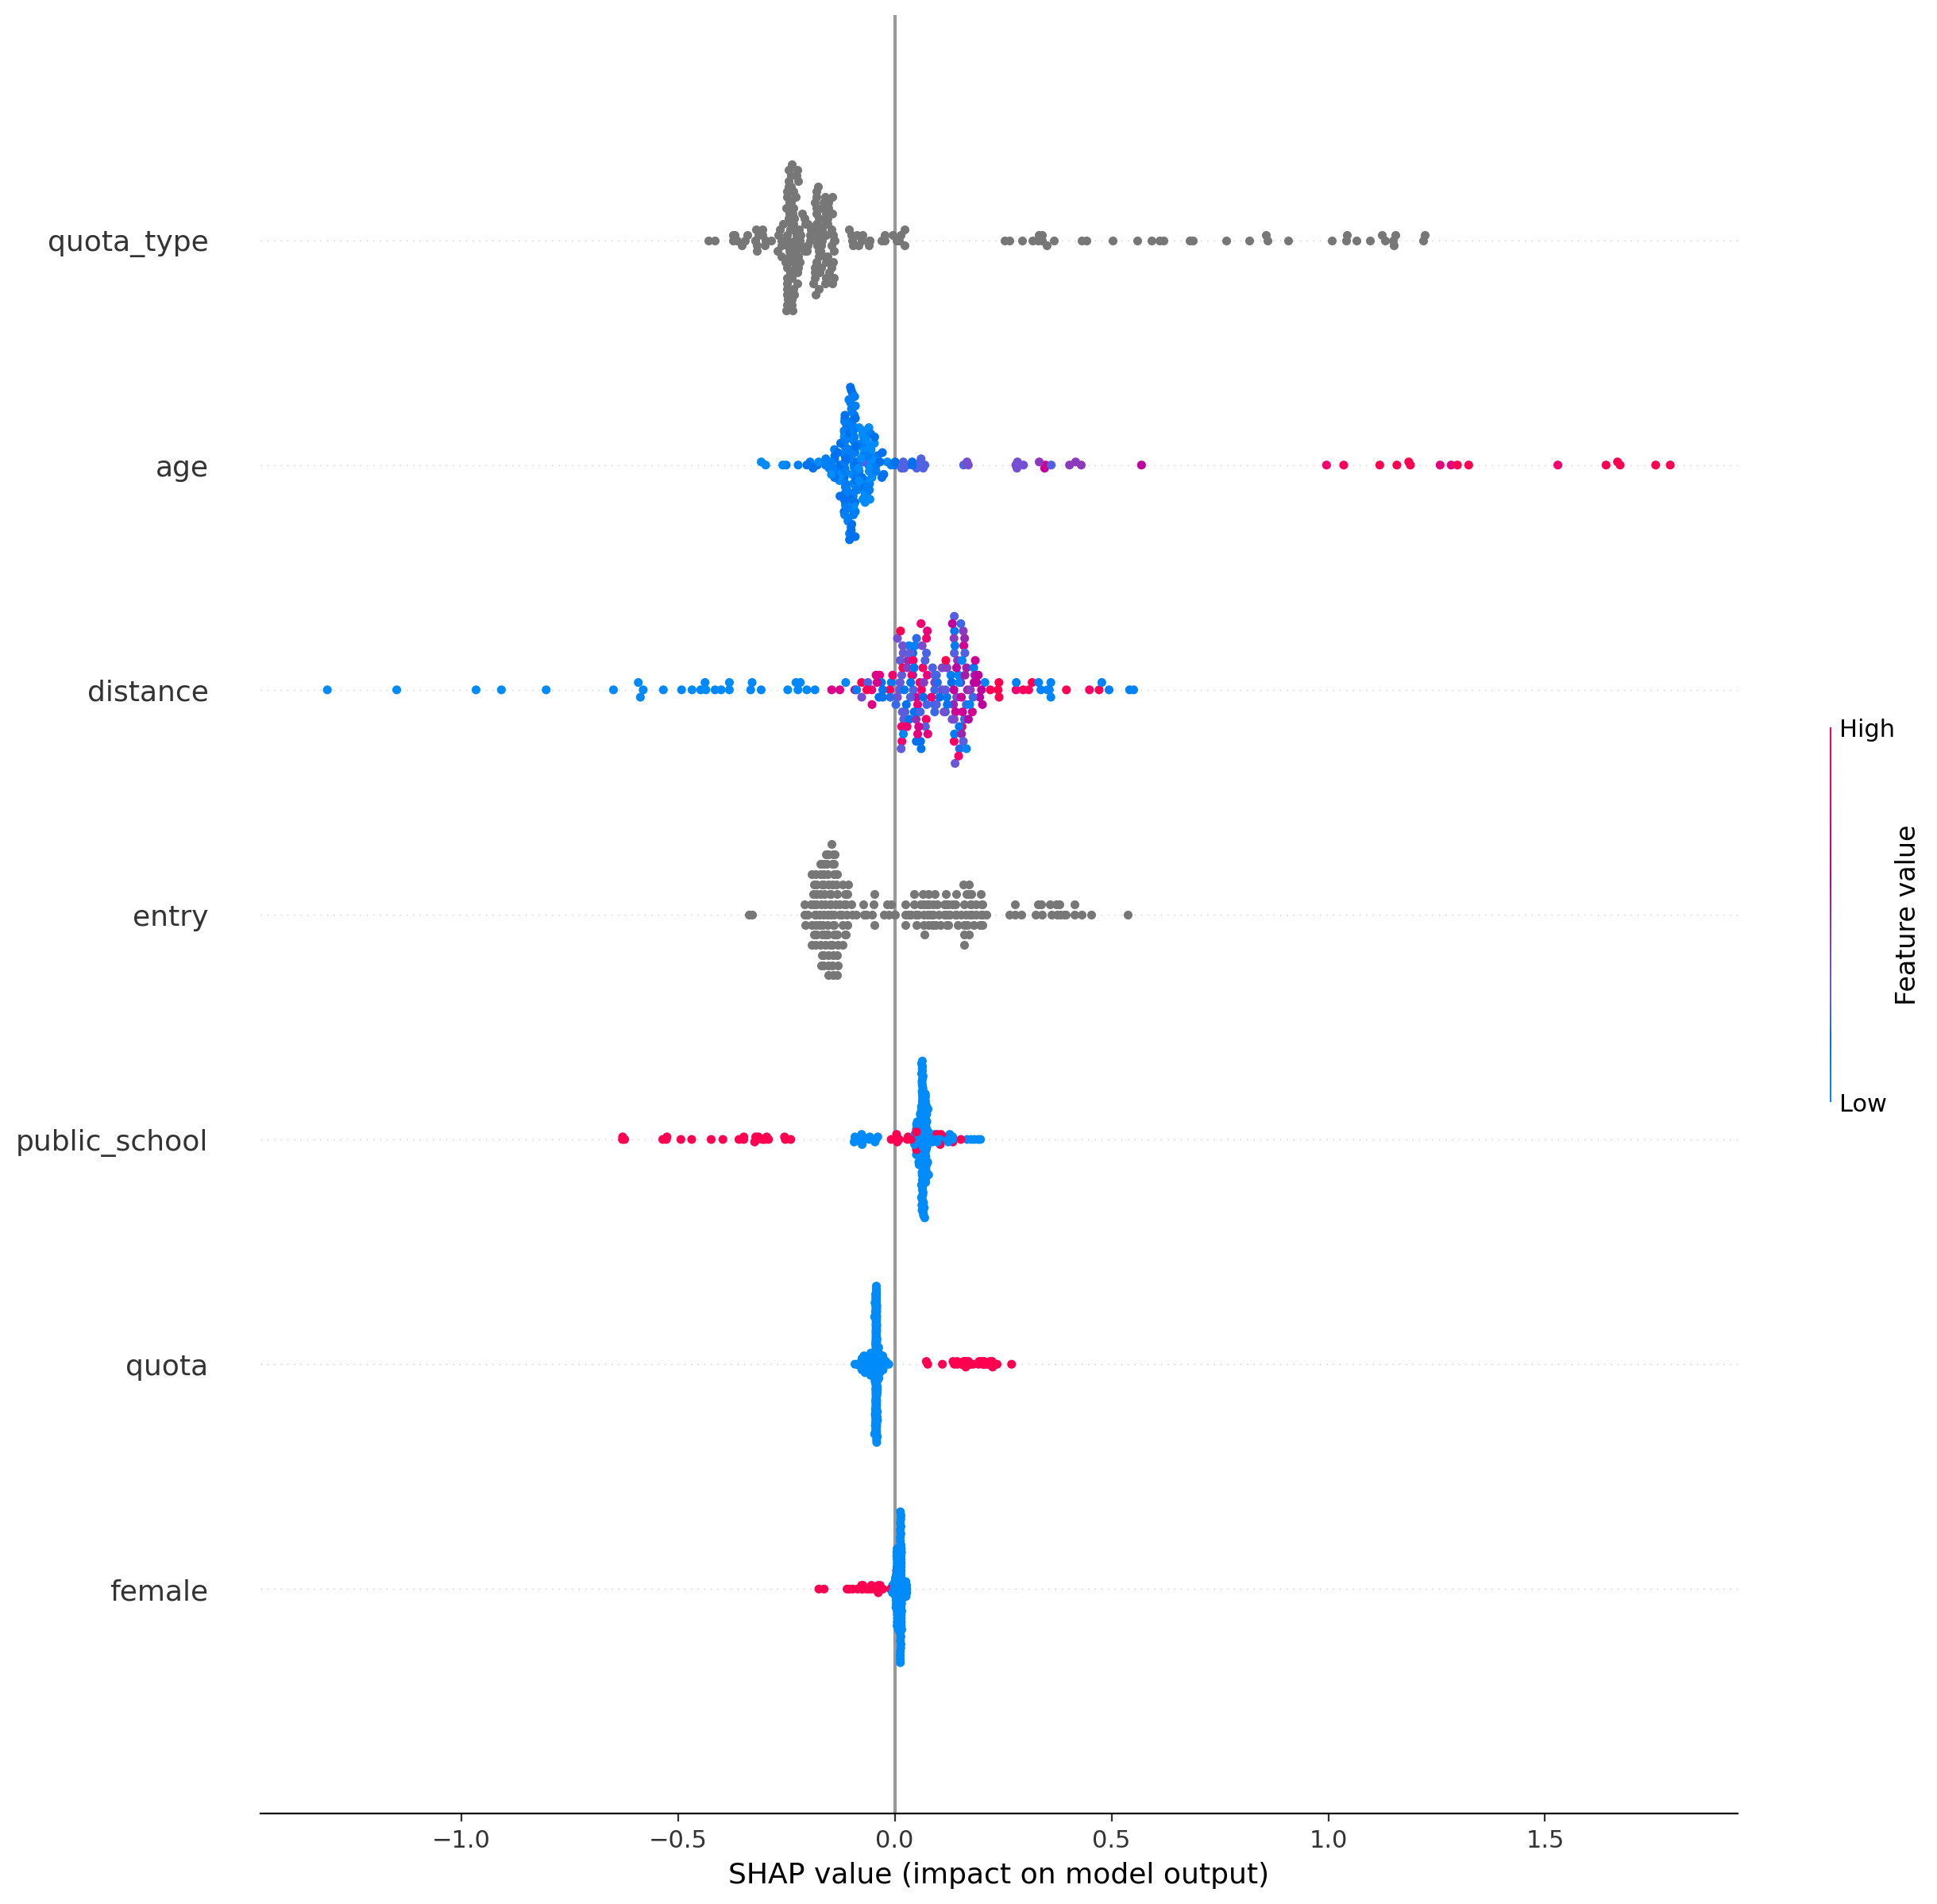 quota_type
age
distance
entry
public_school
quota
female
High
Feature value
Low
−1.0 −0.5 0.0 0.5 1.0 1.5
SHAP value (impact on model output)